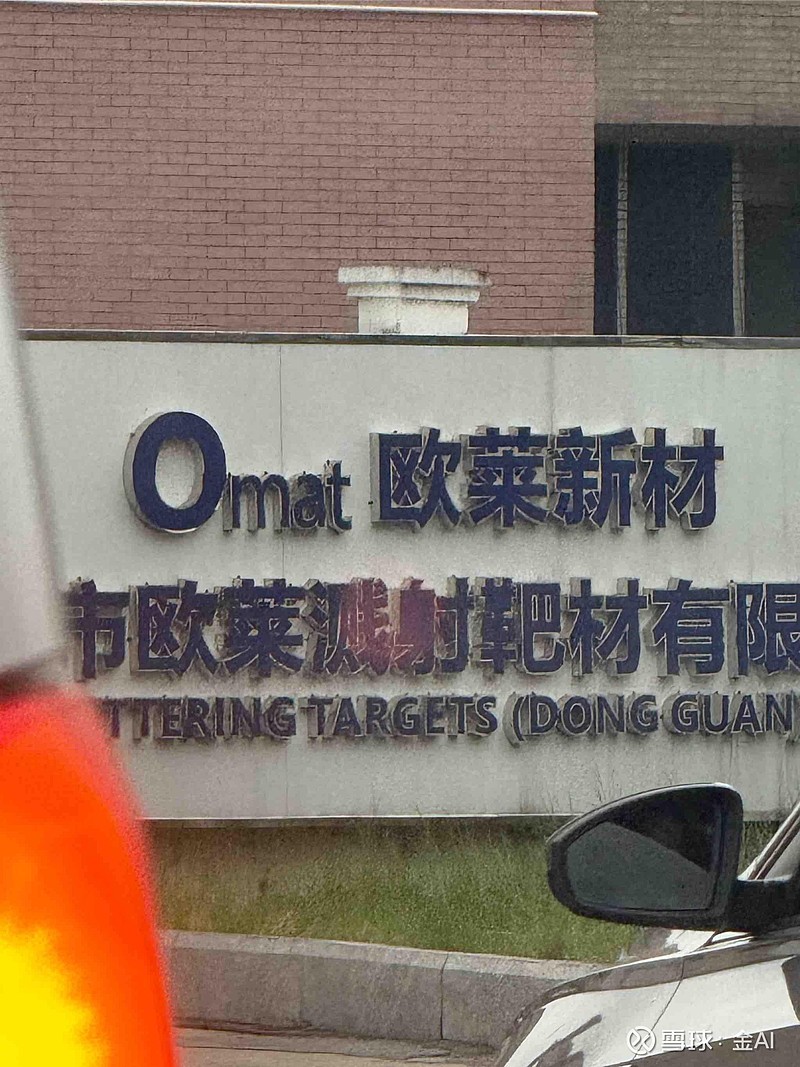 Omat 欧莱新材
市欧莱溅射靶材有限
TTERING TARGETS (DONG GUAN)
雪球·金AI